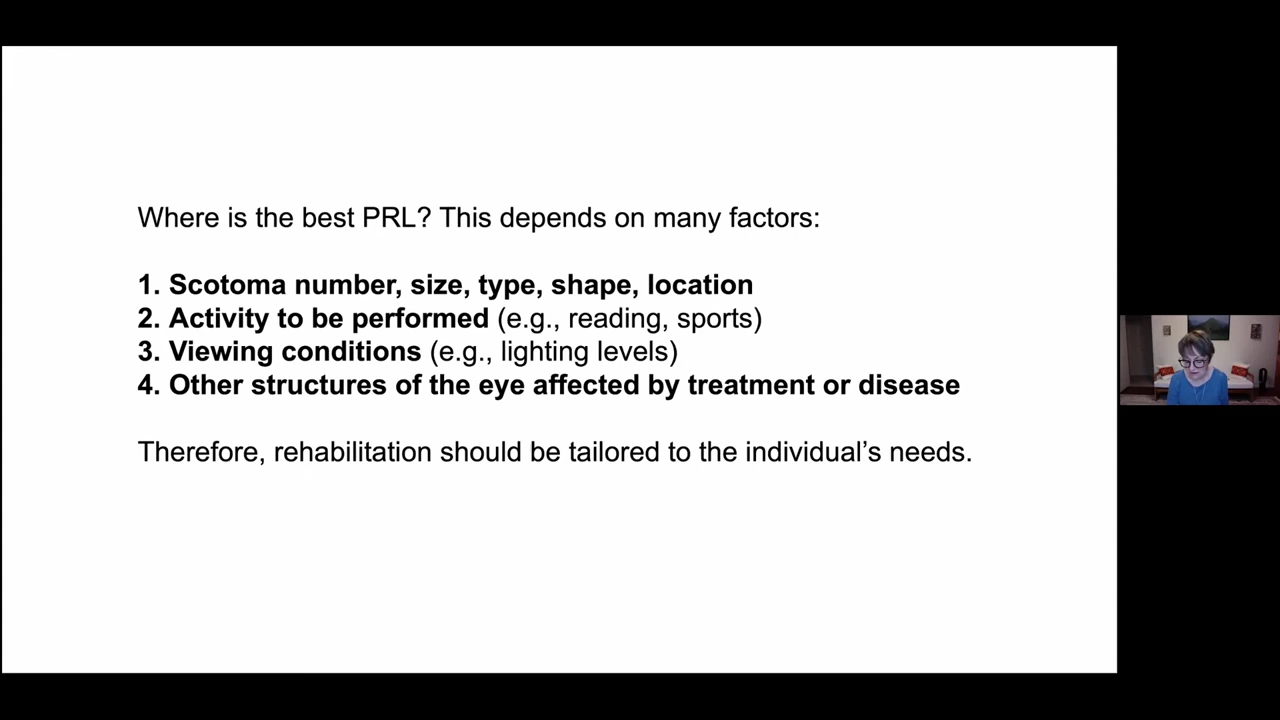 Where is the best PRL? This depends on many factors:
1. Scotoma number, size, type, shape, location
2. Activity to be performed (e.g., reading, sports)
3. Viewing conditions (e.g., lighting levels)
4. Other structures of the eye affected by treatment or disease
Therefore, rehabilitation should be tailored to the individual’s needs.